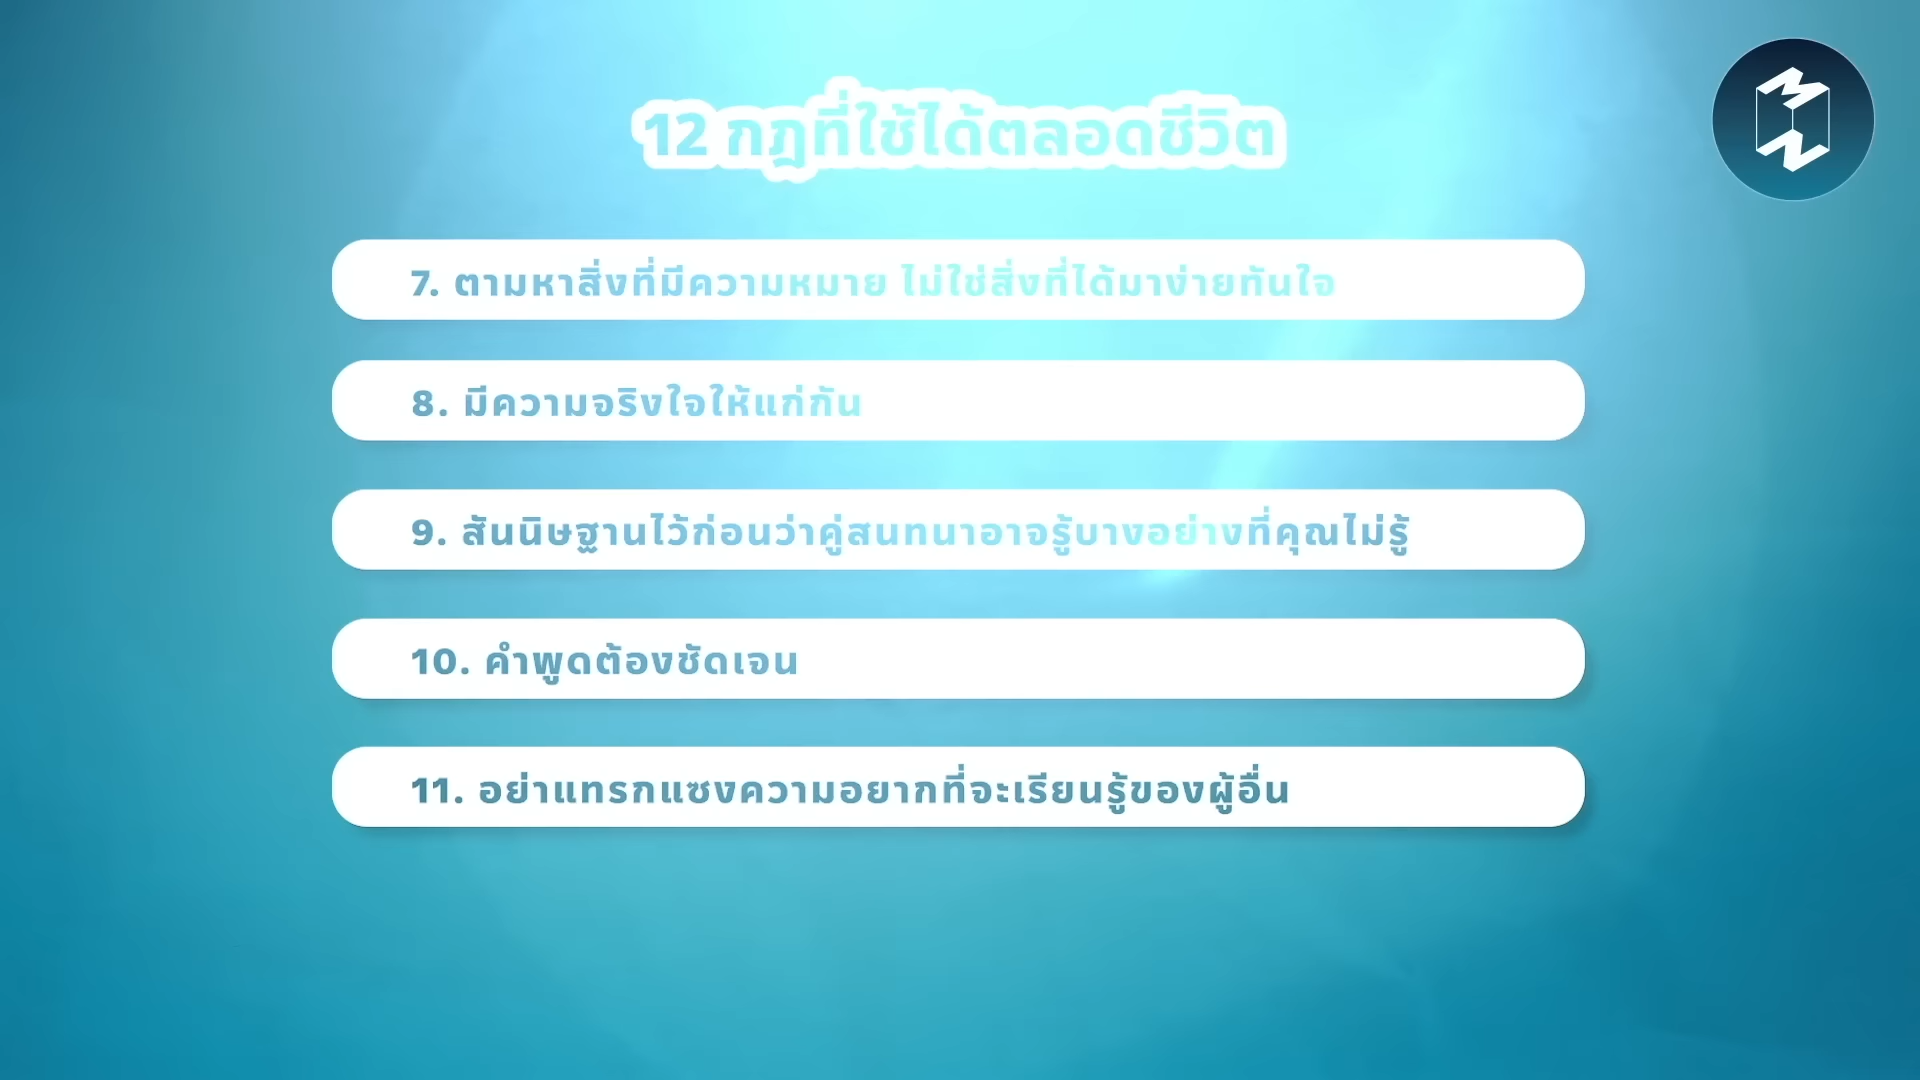 12 กฎที่ใช้ได้ตลอดชีวิต
7. ตามหาสิ่งที่มีความหมาย ไม่ใช่สิ่งที่ได้มาง่ายทันใจ
8. มีความจริงใจให้แก่กัน
9. สันนิษฐานไว้ก่อนว่าคู่สนทนาอาจรู้บางอย่างที่คุณไม่รู้
10. คำพูดต้องชัดเจน
11. อย่าแทรกแซงความอยากที่จะเรียนรู้ของผู้อื่น